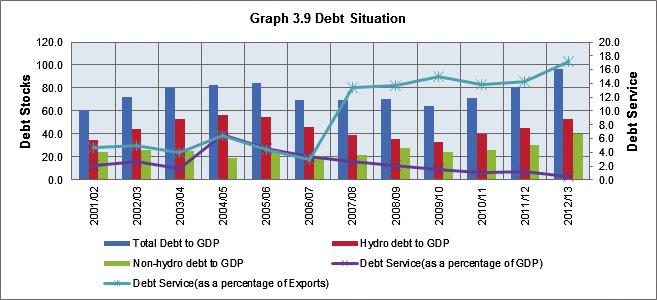 Graph 3.9 Debt Situation
120.0 20.0
18.0
100.0 16.0
80.0 14.0
12.0
60.0 10.0
8.0
40.0 6.0
20.0 4.0
2.0
0.0 0.0
Debt Stocks
Debt Service
2001/02 2002/03 2003/04 2004/05 2005/06 2006/07 2007/08 2008/09 2009/10 2010/11 2011/12 2012/13
Total Debt to GDP Hydro debt to GDP
Non-hydro debt to GDP Debt Service(as a percentage of GDP)
Debt Service(as a percentage of Exports)